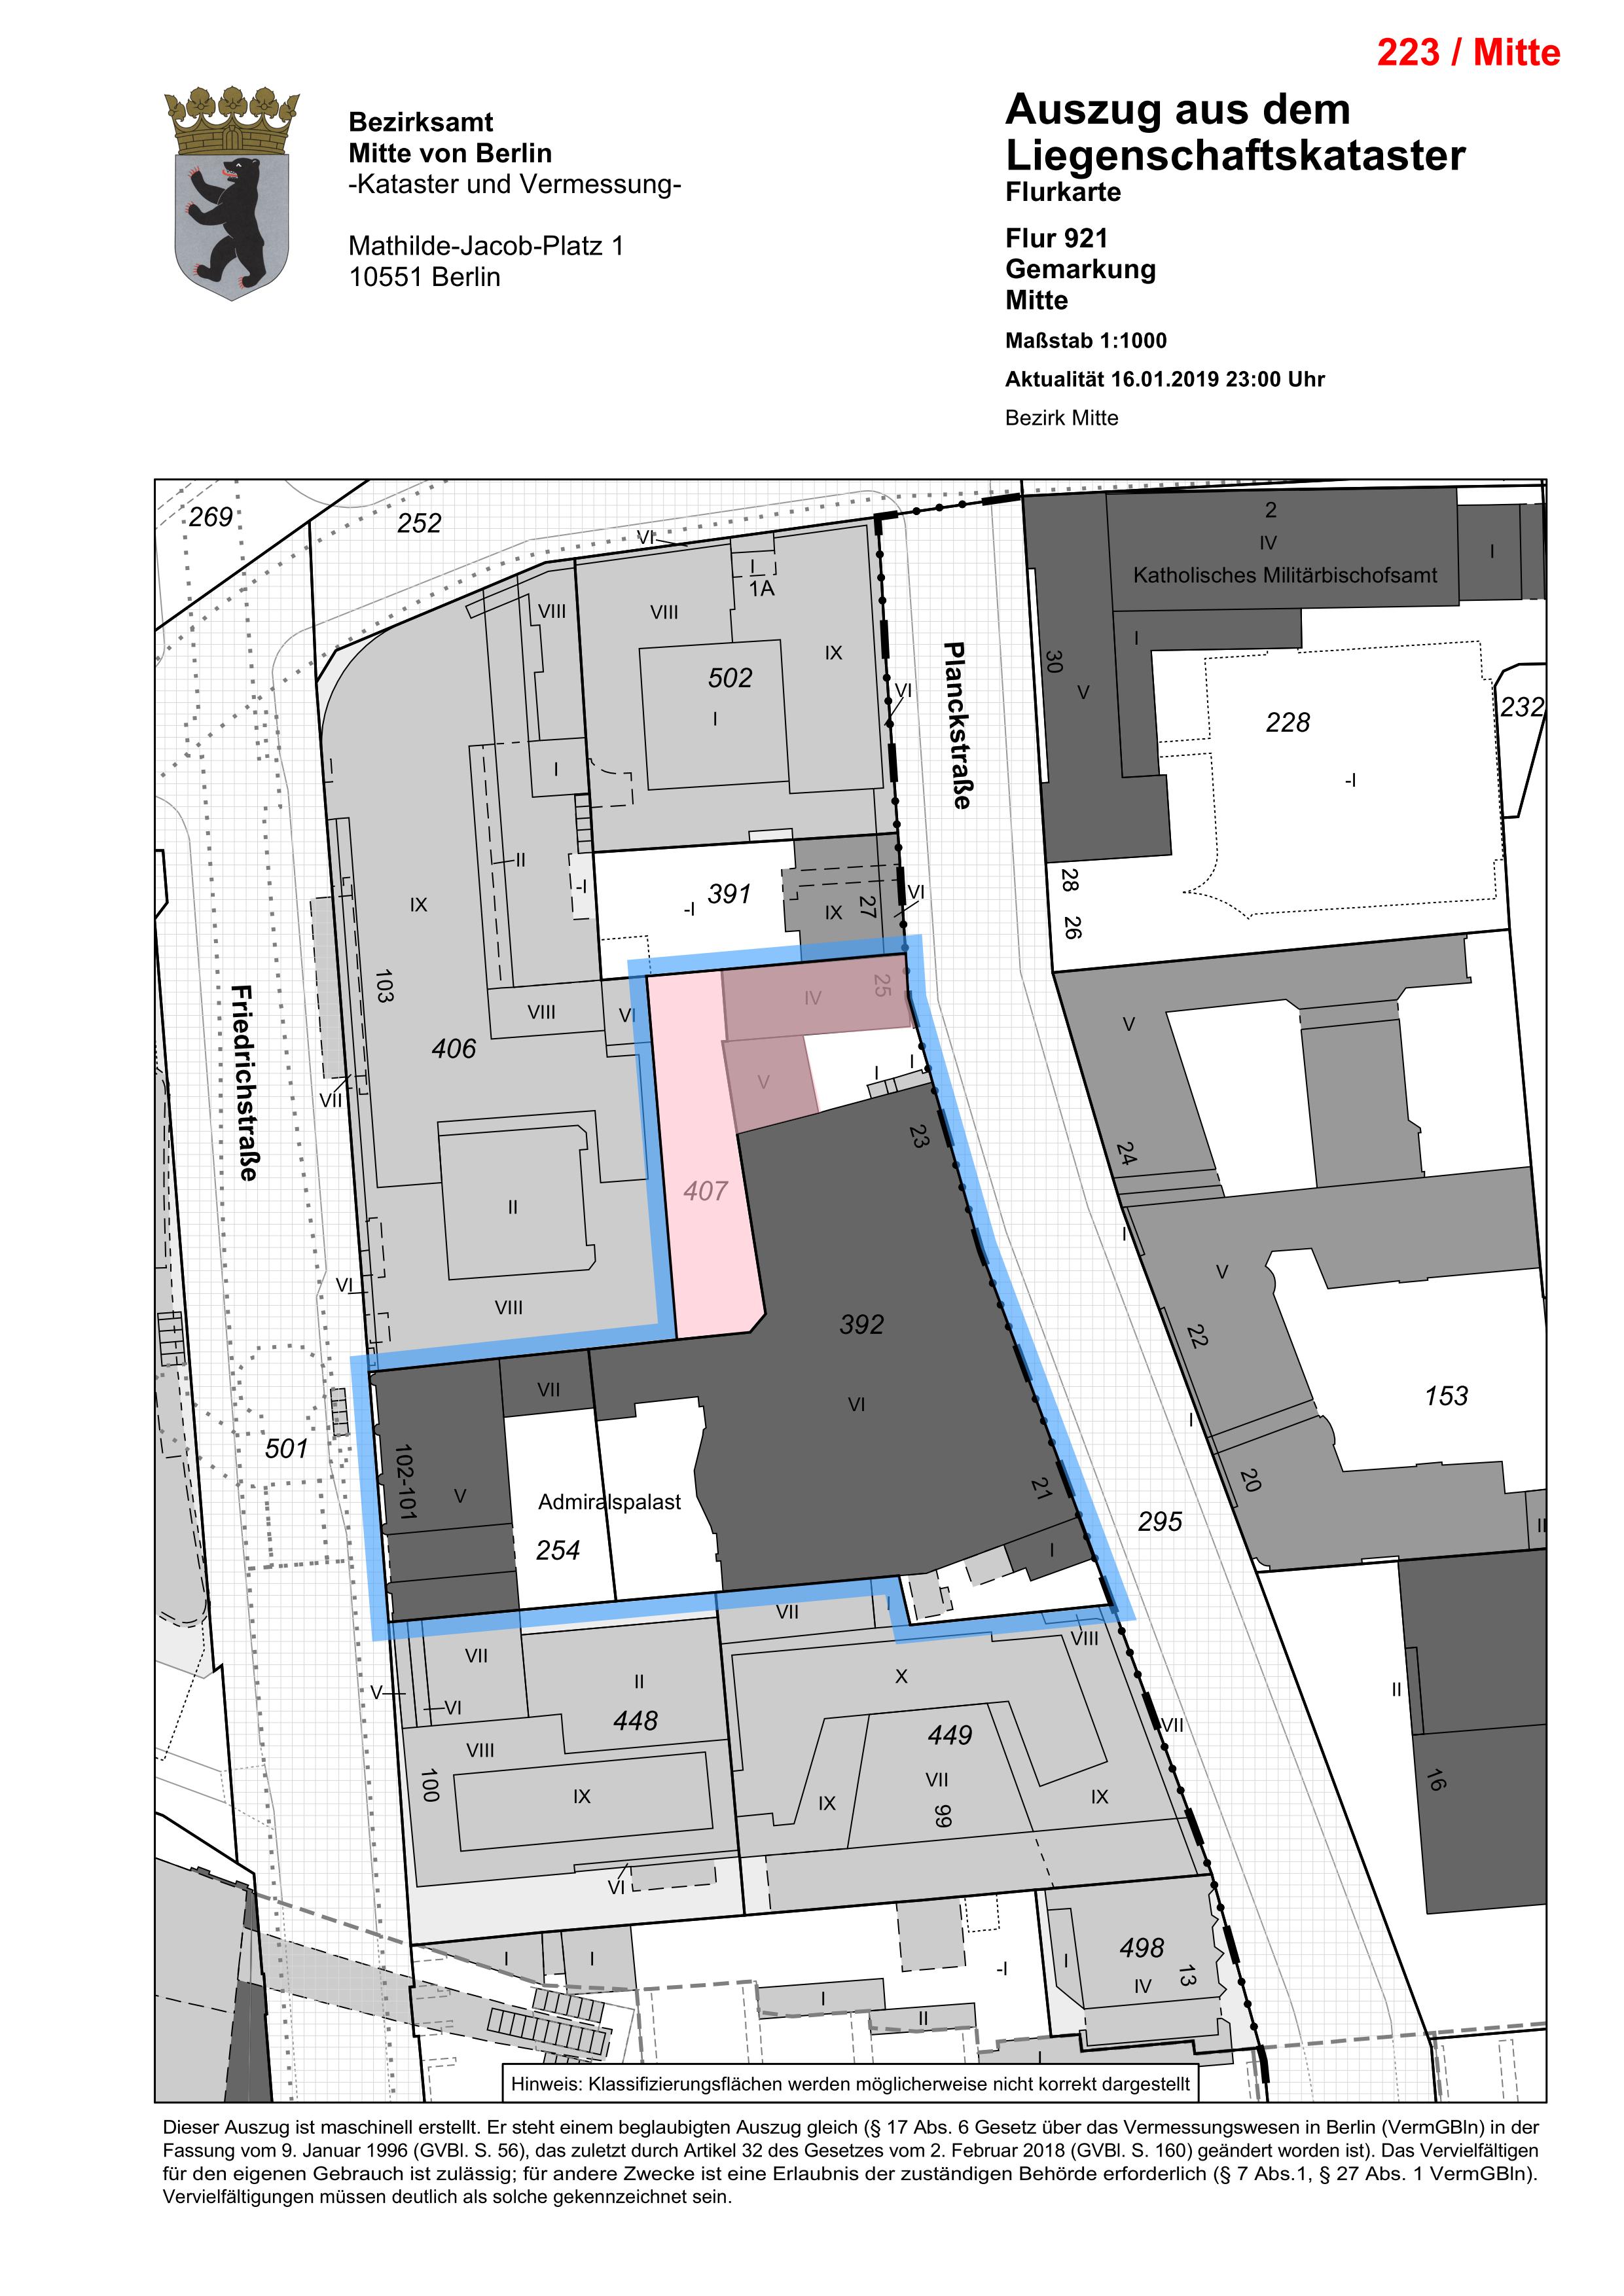 223 / Mitte
Bezirksamt
Mitte von Berlin
-Kataster und Vermessung-
Mathilde-Jacob-Platz 1
10551 Berlin
Auszug aus dem
Liegenschaftskataster
Flurkarte
Flur 921
Gemarkung
Mitte
Maßstab 1:1000
Aktualität 16.01.2019 23:00 Uhr
Bezirk Mitte
269
252
VI
2
IV
I
Katholisches Militärbischofsamt
I
1A
VIII
VIII
IX
502
I
Planckstraße
30
V
I
VI
228
232
-I
I
II
IX
-I
391
-I
IX
27
VI
28
26
103
VIII
VI
406
IV
25
V
I
I
V
Friedrichstraße
VII
23
24
407
II
VI
VIII
392
VI
I
V
22
153
I
20
II
VII
501
102-101
V
Admiralspalast
254
21
I
295
VII
I
VIII
VII
V
VI
II
448
X
449
VII
II
VIII
100
IX
IX
VII
99
IX
16
VI
I
I
-I
I
II
498
I
IV
13
I
Hinweis: Klassifizierungsflächen werden möglicherweise nicht korrekt dargestellt
Dieser Auszug ist maschinell erstellt. Er steht einem beglaubigten Auszug gleich (§ 17 Abs. 6 Gesetz über das Vermessungswesen in Berlin (VermGBln) in der
Fassung vom 9. Januar 1996 (GVBl. S. 56), das zuletzt durch Artikel 32 des Gesetzes vom 2. Februar 2018 (GVBl. S. 160) geändert worden ist). Das Vervielfältigen
für den eigenen Gebrauch ist zulässig; für andere Zwecke ist eine Erlaubnis der zuständigen Behörde erforderlich (§ 7 Abs.1, § 27 Abs. 1 VermGBln).
Vervielfältigungen müssen deutlich als solche gekennzeichnet sein.